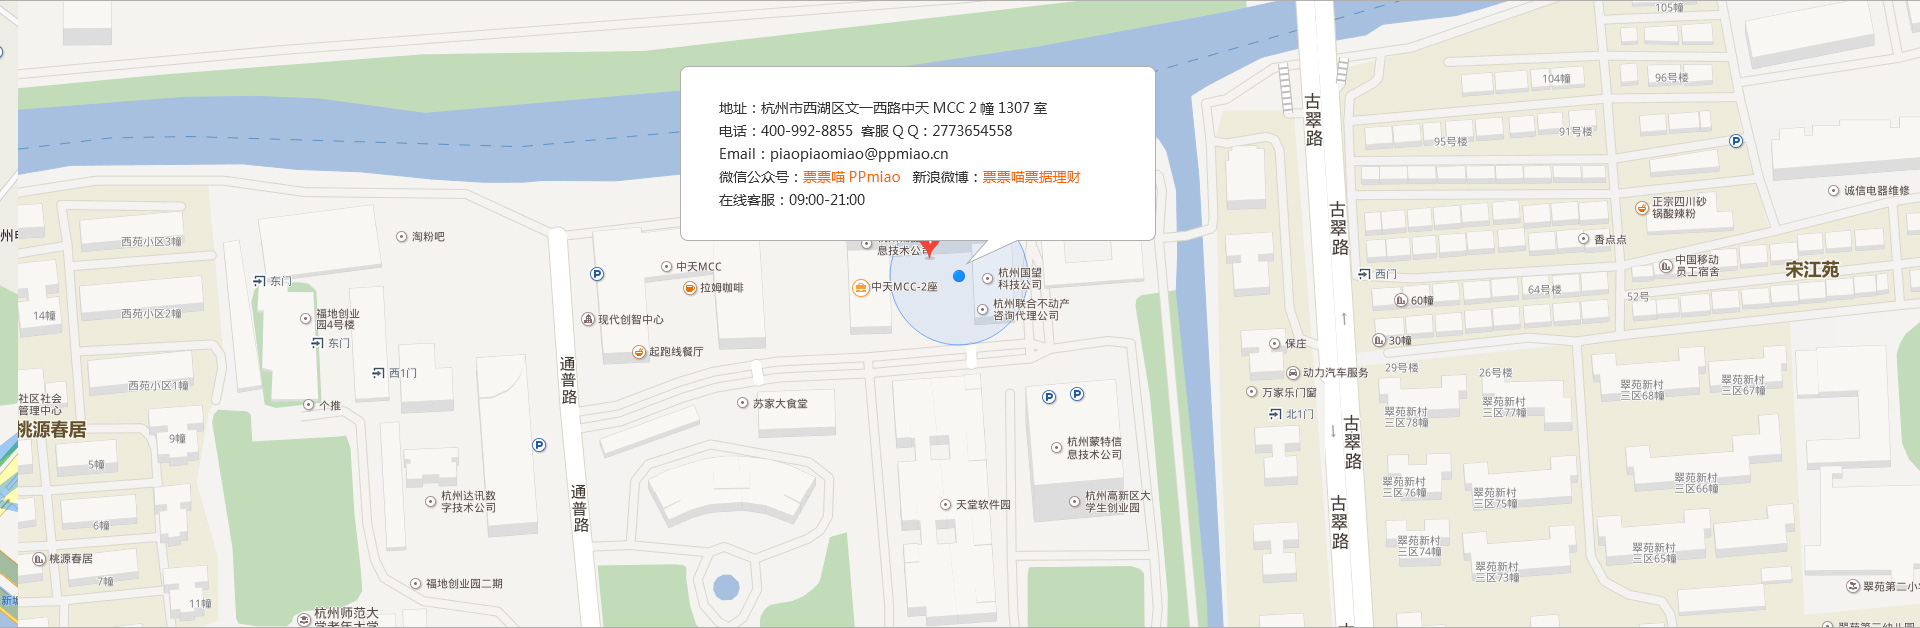 地址：杭州市西湖区文一西路中天 MCC 2 幢 1307 室
电话：400-992-8855  客服 Q Q：2773654558
Email：piaopiaomiao@ppmiao.cn
微信公众号：票票喵 PPmiao   新浪微博：票票喵票据理财
在线客服：09:00-21:00
105幢
104幢
96号楼
古翠路
95号楼
91号楼
P
诚信电器维修
正宗四川砂
锅酸辣粉
古翠路
香点点
西苑小区3幢
淘粉吧
息技术公司
中天MCC
P
东门
拉姆咖啡
中天MCC-2座
杭州国望
科技公司
西门
中国移动
员工宿舍
宋江苑
64号楼
52号
60幢
杭州联合不动产
咨询代理公司
14幢
西苑小区2幢
福地创业
园4号楼
现代创智中心
东门
起跑线餐厅
保庄
30幢
通普路
西1门
动力汽车服务
29号楼
26号楼
西苑小区1幢
翠苑新村
三区68幢
翠苑新村
三区67幢
万家乐门窗
P
P
社区社会
管理中心
个推
苏家大食堂
北1门
翠苑新村
三区78幢
翠苑新村
三区77幢
桃源春居
9幢
P
杭州蒙特信
息技术公司
古翠路
5幢
杭州达讯数
字技术公司
通普路
天堂软件园
杭州高新区大
学生创业园
古翠路
翠苑新村
三区76幢
翠苑新村
三区75幢
翠苑新村
三区66幢
6幢
翠苑新村
三区74幢
翠苑新村
三区65幢
桃源春居
7幢
福地创业园二期
翠苑新村
三区73幢
11幢
杭州师范大
翠苑第二小